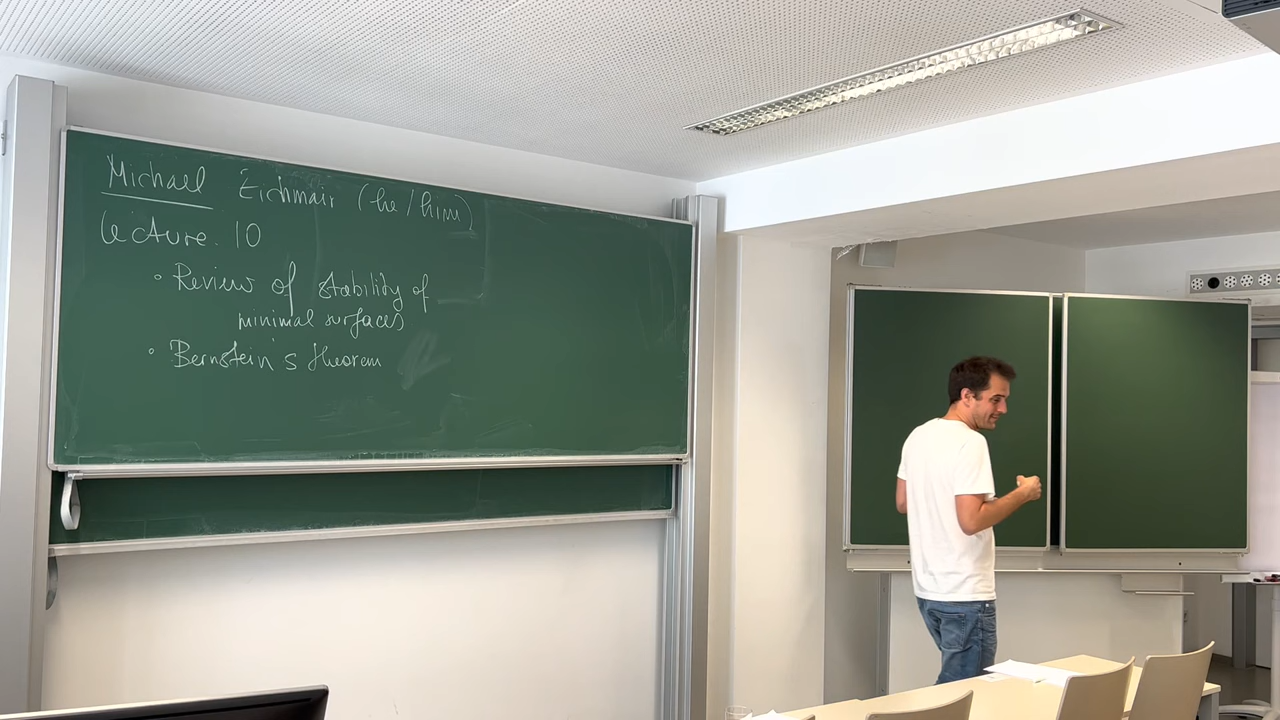 Michael Eichmair (he/him)
Lecture 10
• Review of stability of
minimal surfaces
• Bernstein's theorem